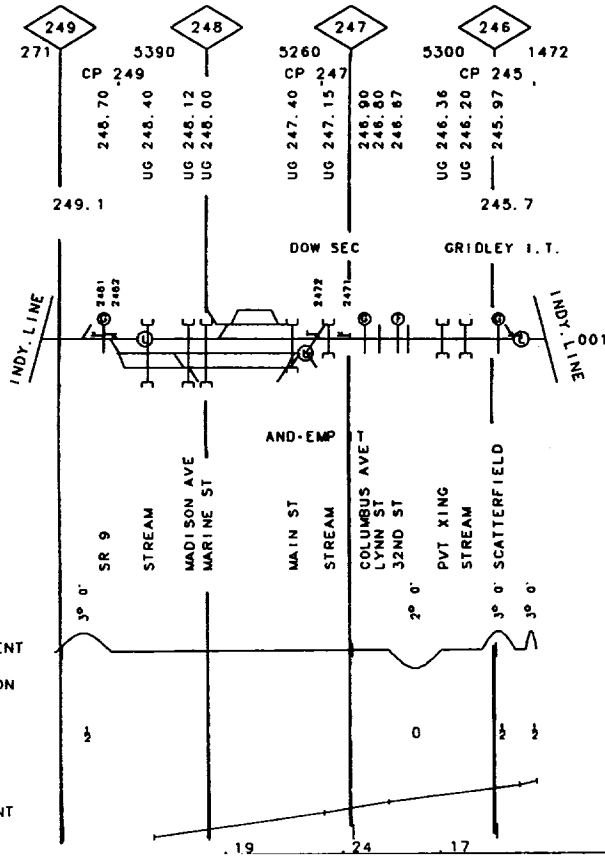 249 248 247 246
271 5390 5260 5300 1472
CP 249 CP 247 CP 245
248.70
UG 248.40
UG 248.12
UG 248.00
UG 247.40
UG 247.15
246.90
246.80
246.67
UG 246.36
UG 246.20
245.97
249.1 245.7
DOW SEC GRIDLEY I.T.
2481
2482
2472
2471
INDY. LINE
INDY. LINE
001
AND-EMP IT
SR 9
STREAM
MADISON AVE
MARINE ST
MAIN ST
STREAM
COLUMBUS AVE
LYNN ST
32ND ST
PVT XING
STREAM
SCATTERFIELD
3° 0'
2° 0'
3° 0'
3° 0'
ENT
ON
½ 0 ½ ½
NT
.19 .24 .17